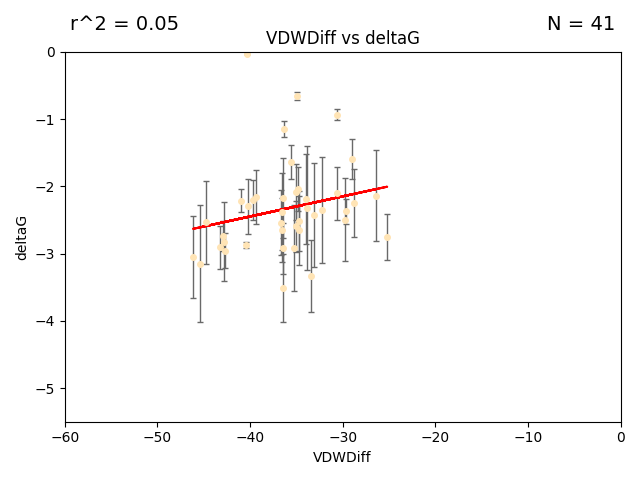 r^2 = 0.05
N = 41
VDWDiff vs deltaG
0
−1
−2
−3
−4
−5
deltaG
−60 −50 −40 −30 −20 −10 0
VDWDiff